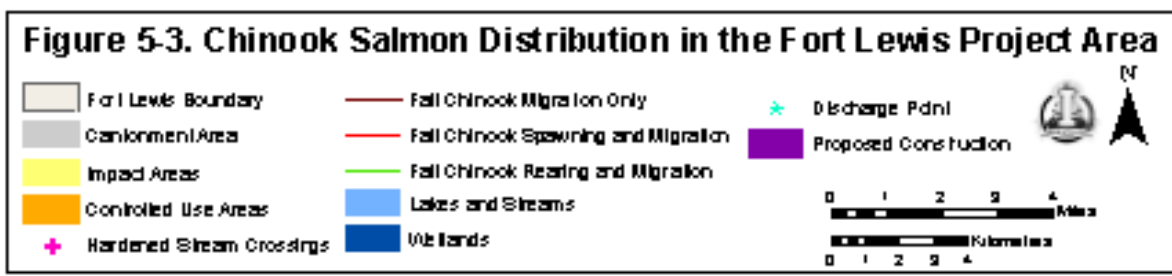 Figure 5-3. Chinook Salmon Distribution in the Fort Lewis Project Area
Fort Lewis Boundary
Cantonment Area
Impact Areas
Controlled Use Areas
Hardened Stream Crossings
Fall Chinook Migration Only
Fall Chinook Spawning and Migration
Fall Chinook Rearing and Migration
Lakes and Streams
Wetlands
Discharge Point
Proposed Construction
N
0 1 2 3 4
Miles
Kilometers
0 1 2 3 4